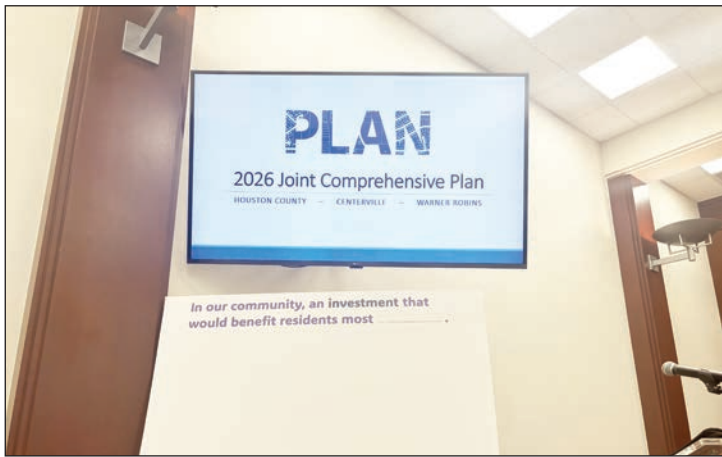 PLAN
2026 Joint Comprehensive Plan
HOUSTON COUNTY – CENTERVILLE – WARNER ROBINS
In our community, an investment that
would benefit residents most ________.